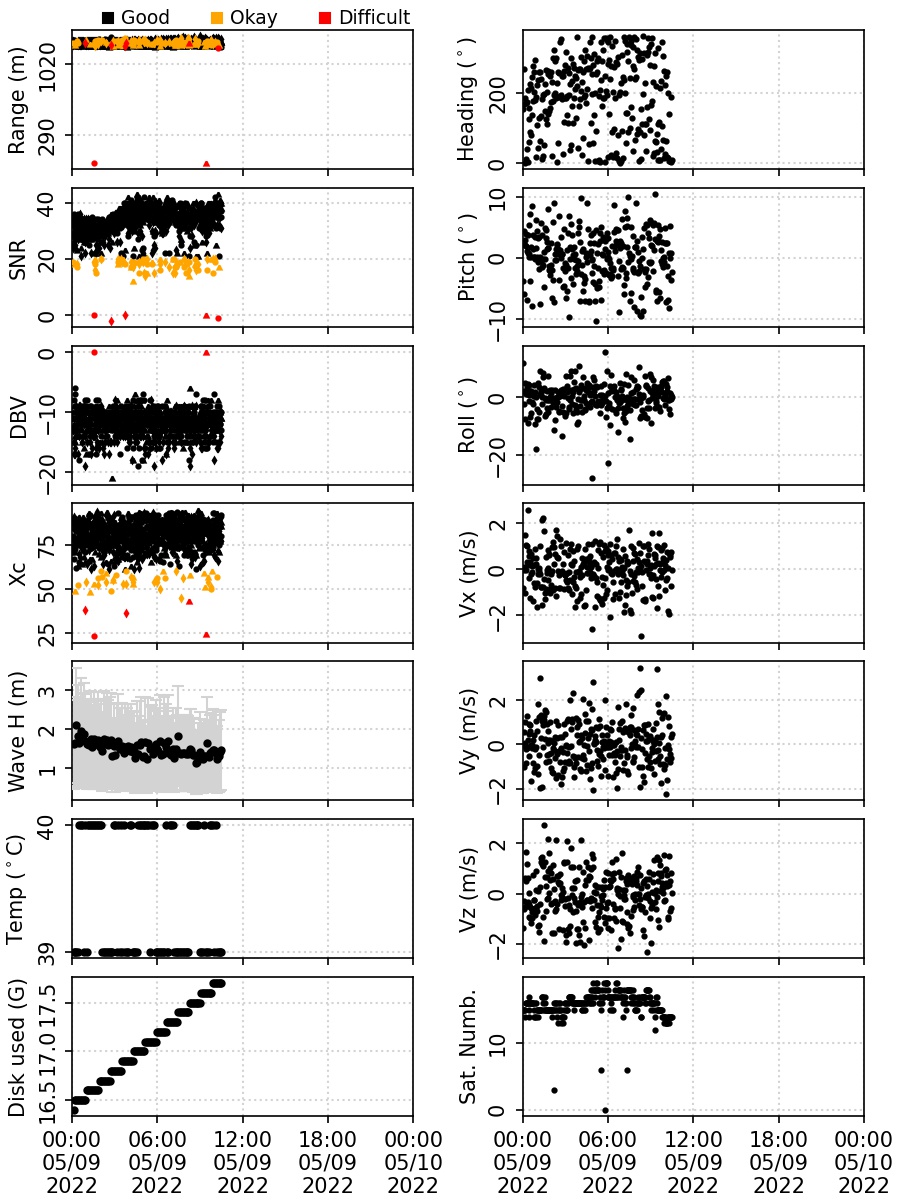 Good Okay Difficult
Range (m)
1020
290
Heading (°)
200
0
SNR
40
20
0
Pitch (°)
10
0
−10
DBV
0
−10
−20
Roll (°)
0
−20
Xc
75
50
25
Vx (m/s)
2
0
−2
Wave H (m)
3
2
1
Vy (m/s)
2
0
−2
Temp (°C)
40
39
Vz (m/s)
2
0
−2
Disk used (G)
17.5
17.0
16.5
Sat. Numb.
10
0
00:00 06:00 12:00 18:00 00:00
05/09 05/09 05/09 05/09 05/10
2022 2022 2022 2022 2022
00:00 06:00 12:00 18:00 00:00
05/09 05/09 05/09 05/09 05/10
2022 2022 2022 2022 2022